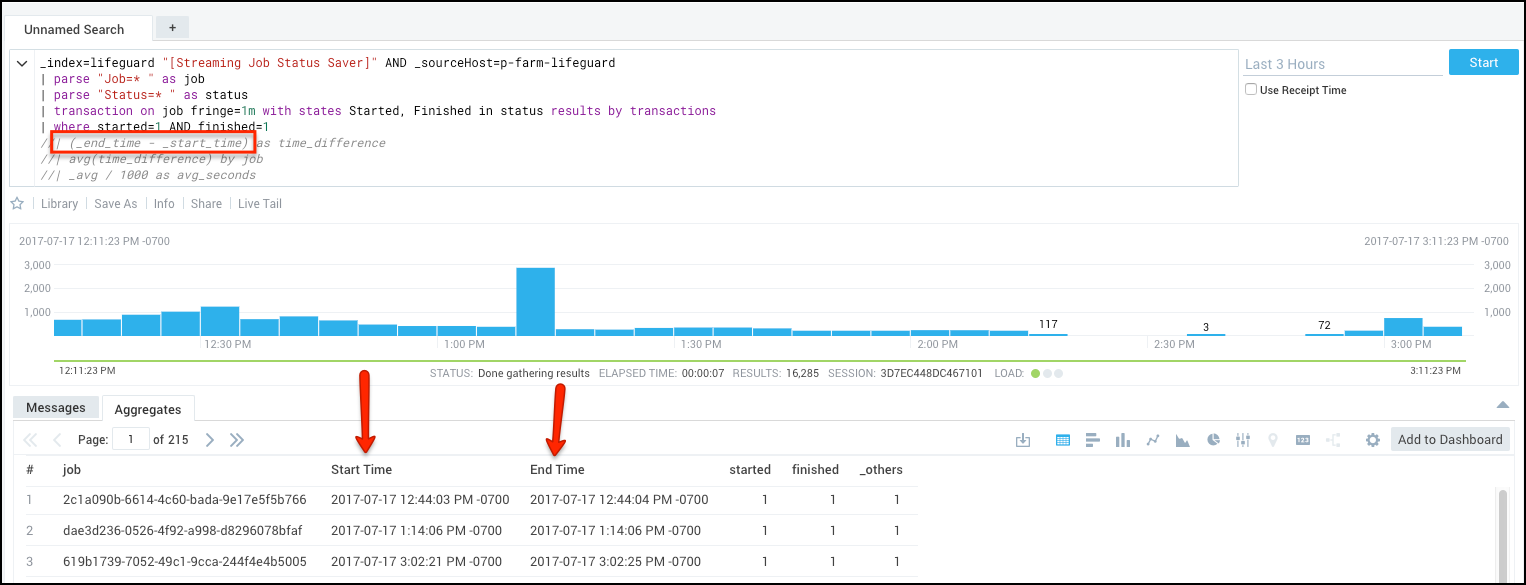 Unnamed Search +
_index=lifeguard "[Streaming Job Status Saver]" AND _sourceHost=p-farm-lifeguard
| parse "Job=* " as job
| parse "Status=* " as status
| transaction on job fringe=1m with states Started, Finished in status results by transactions
| where started=1 AND finished=1
//| (_end_time - _start_time) as time_difference
//| avg(time_difference) by job
//| _avg / 1000 as avg_seconds
Last 3 Hours
Start
Use Receipt Time
Library Save As Info Share Live Tail
2017-07-17 12:11:23 PM -0700 2017-07-17 3:11:23 PM -0700
3,000 3,000
2,000 2,000
1,000 1,000
117 3 72
12:30 PM 1:00 PM 1:30 PM 2:00 PM 2:30 PM 3:00 PM
12:11:23 PM 3:11:23 PM
STATUS: Done gathering results ELAPSED TIME: 00:00:07 RESULTS: 16,285 SESSION: 3D7EC448DC467101 LOAD:
Messages Aggregates
Page: 1 of 215 123 Add to Dashboard
# job Start Time End Time started finished _others
1 2c1a090b-6614-4c60-bada-9e17e5f5b766 2017-07-17 12:44:03 PM -0700 2017-07-17 12:44:04 PM -0700 1 1 1
2 dae3d236-0526-4f92-a998-d8296078bfaf 2017-07-17 1:14:06 PM -0700 2017-07-17 1:14:06 PM -0700 1 1 1
3 619b1739-7052-49c1-9cca-244f4e4b5005 2017-07-17 3:02:21 PM -0700 2017-07-17 3:02:25 PM -0700 1 1 1